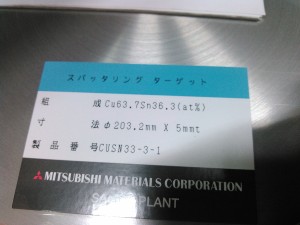 スパッタリング ターゲット
組 成 Cu63.7Sn36.3(at%)
寸 法 φ203.2mm X 5mmt
製品番号 CUSN33-3-1
MITSUBISHI MATERIALS CORPORATION
PLANT